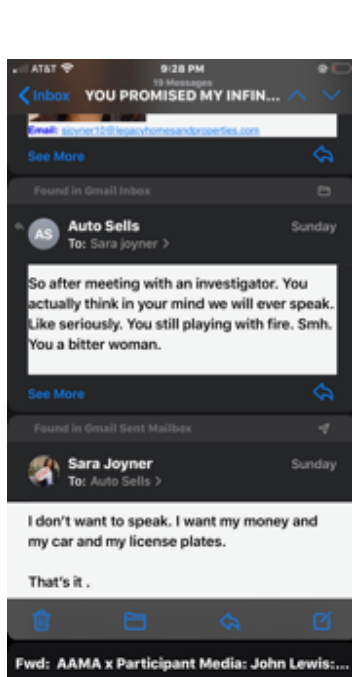 AT&T 9:28 PM
19 Messages
Inbox YOU PROMISED MY INFIN...
Email: sjoyner12@legacyhomesandproperties.com
See More
Found in Gmail Inbox
AS Auto Sells Sunday
To: Sara joyner >
So after meeting with an investigator. You
actually think in your mind we will ever speak.
Like seriously. You still playing with fire. Smh.
You a bitter woman.
See More
Found in Gmail Sent Mailbox
Sara Joyner Sunday
To: Auto Sells >
I don't want to speak. I want my money and
my car and my license plates.
That's it .
Fwd: AAMA x Participant Media: John Lewis:...